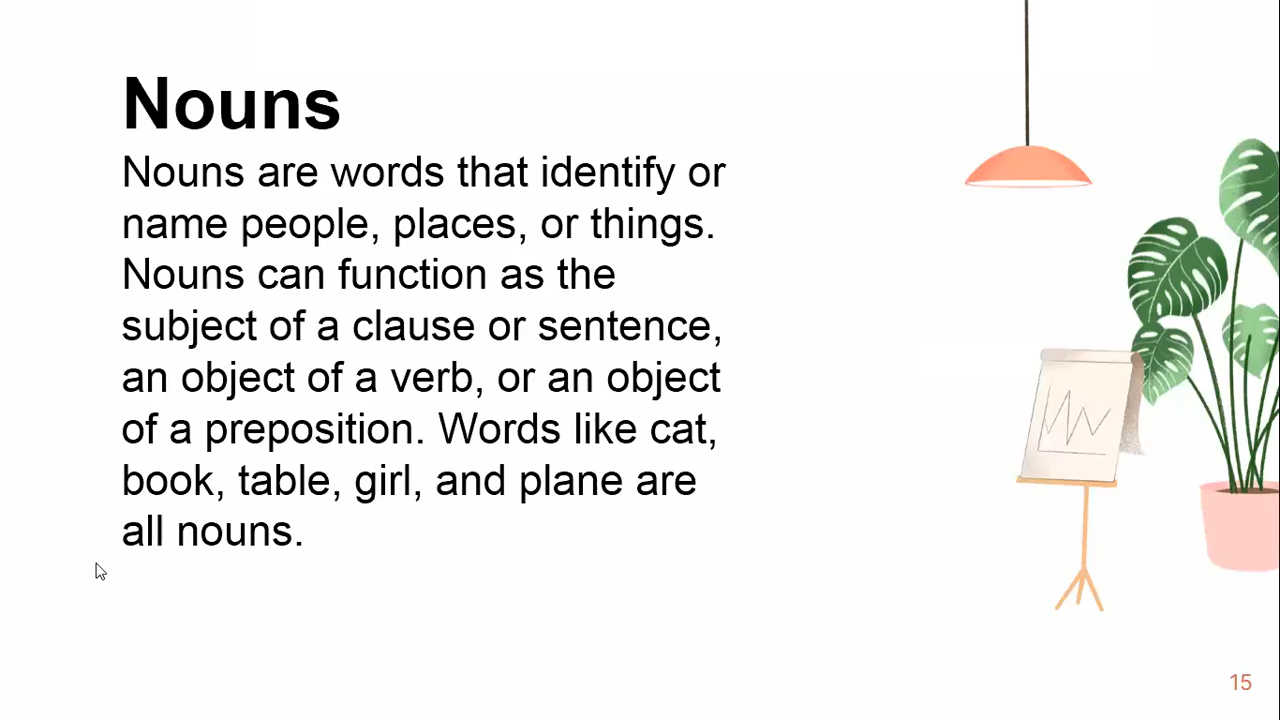 Nouns
Nouns are words that identify or
name people, places, or things.
Nouns can function as the
subject of a clause or sentence,
an object of a verb, or an object
of a preposition. Words like cat,
book, table, girl, and plane are
all nouns.
15